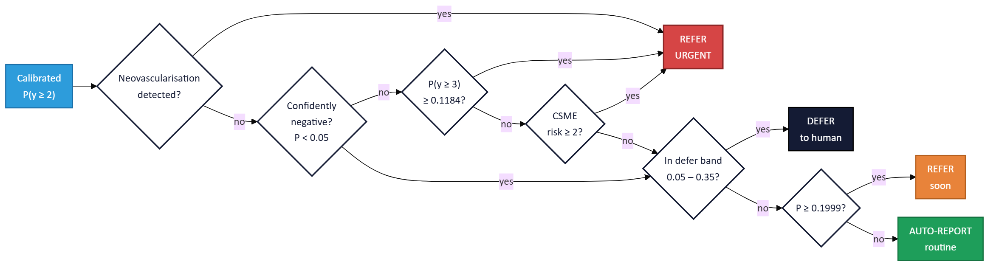 Calibrated
P(y ≥ 2)
Neovascularisation
detected?
yes
no
Confidently
negative?
P < 0.05
no
yes
P(y ≥ 3)
≥ 0.1184?
yes
no
CSME
risk ≥ 2?
yes
no
REFER
URGENT
In defer band
0.05 – 0.35?
yes
no
DEFER
to human
P ≥ 0.1999?
yes
no
REFER
soon
AUTO-REPORT
routine